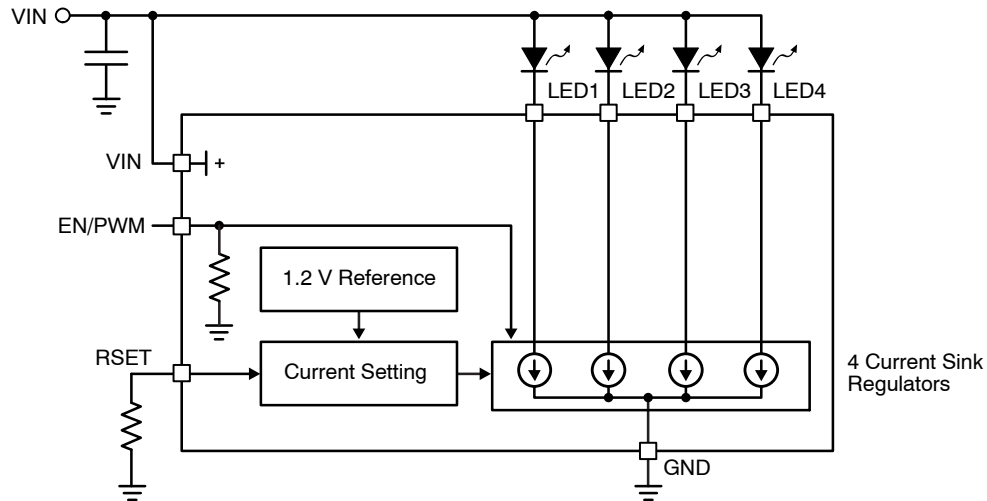 VIN
LED1
LED2
LED3
LED4
VIN
+
EN/PWM
1.2 V Reference
RSET
Current Setting
4 Current Sink
Regulators
GND